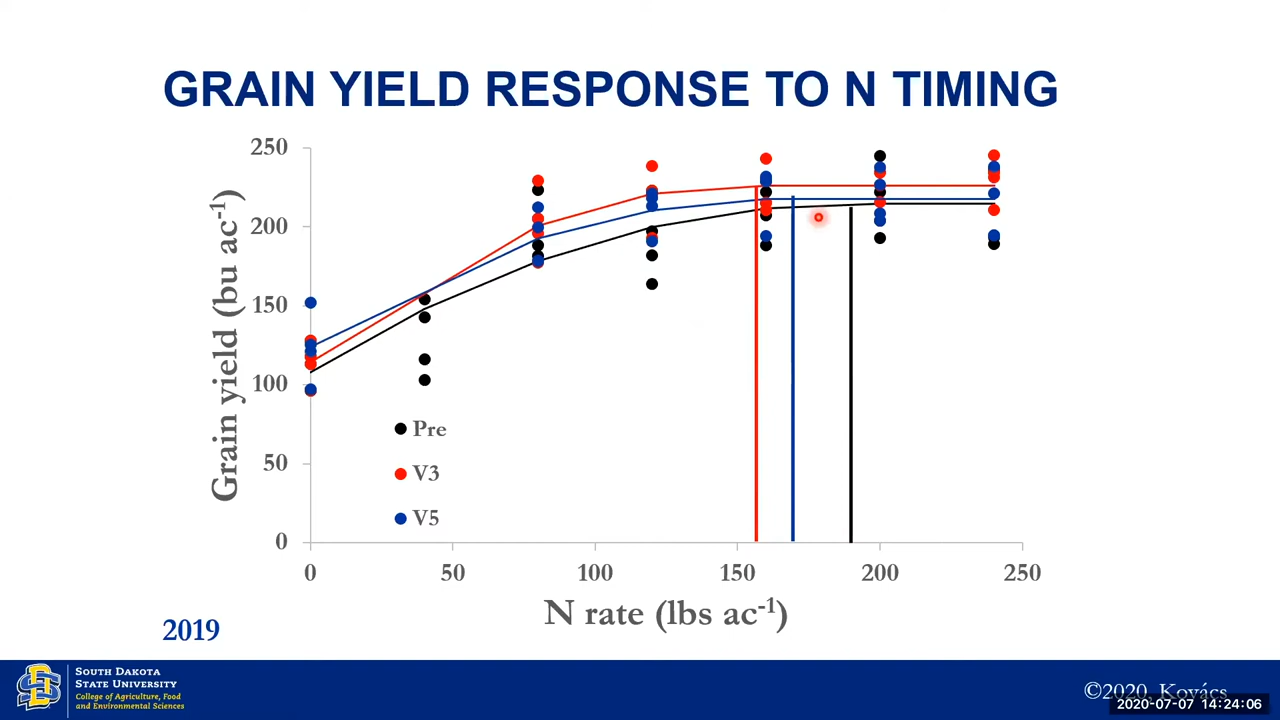 GRAIN YIELD RESPONSE TO N TIMING
250
200
150
100
50
0
Grain yield (bu ac-1)
Pre
V3
V5
0 50 100 150 200 250
N rate (lbs ac-1)
2019
SOUTH DAKOTA
STATE UNIVERSITY
College of Agriculture, Food
and Environmental Sciences
©2020, Kovács
2020-07-07 14:24:06